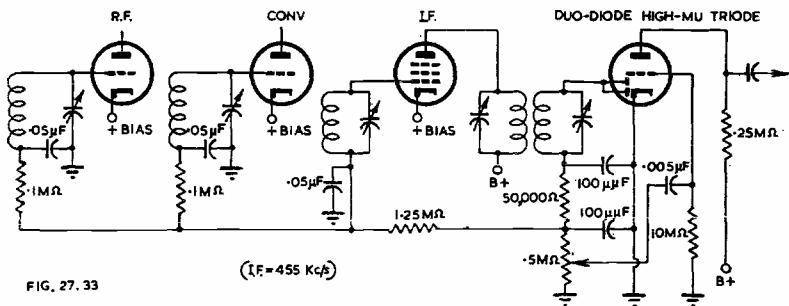 R.F.
CONV
I.F.
DUO-DIODE HIGH-MU TRIODE
+BIAS
+BIAS
+BIAS
·05µF
·05µF
·05µF
·1MΩ
·1MΩ
B+
50,000Ω
100µµF
·005µF
·25MΩ
1·25MΩ
100µµF
·5MΩ
10MΩ
B+
(I.F.=455 Kc/s)
FIG. 27.33